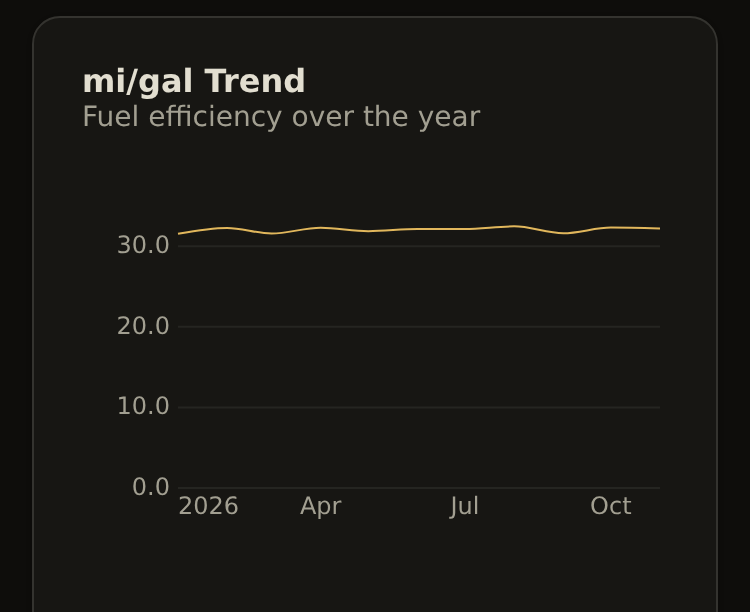 mi/gal Trend
Fuel efficiency over the year
30.0
20.0
10.0
0.0
2026 Apr Jul Oct